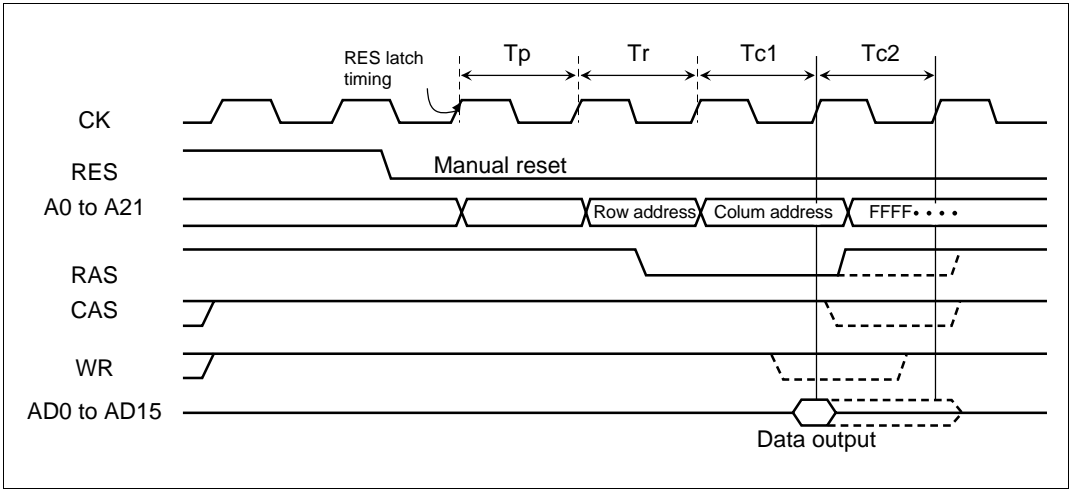 RES latch
timing
Tp
Tr
Tc1
Tc2
CK
RES
Manual reset
A0 to A21
Row address
Colum address
FFFF
RAS
CAS
WR
AD0 to AD15
Data output